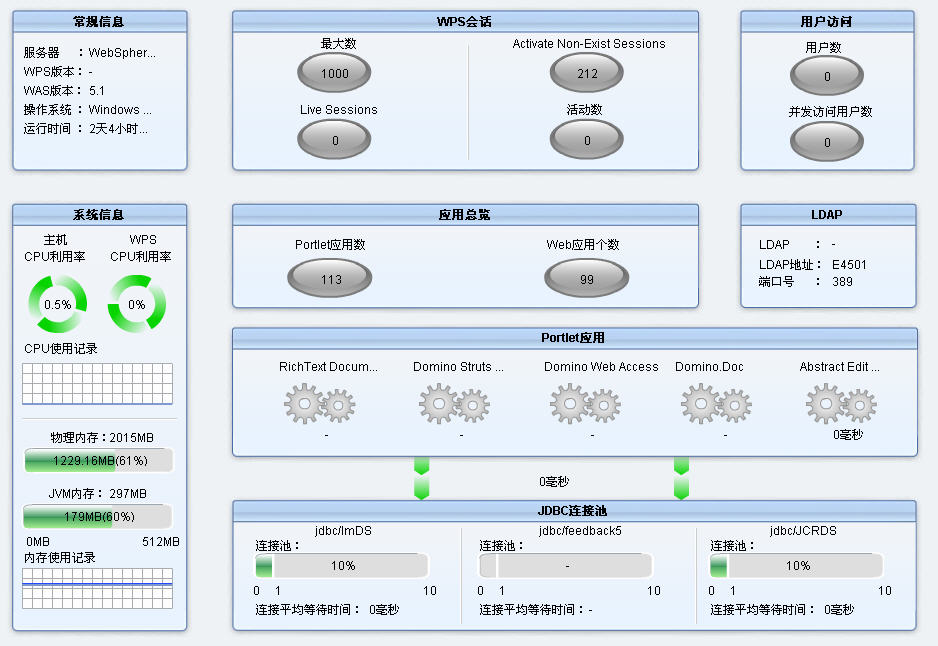 常规信息
服务器 : WebSpher...
WPS版本: -
WAS版本: 5.1
操作系统: Windows ...
运行时间: 2天4小时...
WPS会话
最大数
1000
Activate Non-Exist Sessions
212
Live Sessions
0
活动数
0
用户访问
用户数
0
并发访问用户数
0
系统信息
主机
CPU利用率
WPS
CPU利用率
0.5%
0%
CPU使用记录
物理内存: 2015MB
1229.16MB(61%)
JVM内存: 297MB
179MB(60%)
0MB 512MB
内存使用记录
应用总览
Portlet应用数
113
Web应用个数
99
LDAP
LDAP : -
LDAP地址: E4501
端口号 : 389
Portlet应用
RichText Docum...
-
Domino Struts ...
-
Domino Web Access
-
Domino.Doc
-
Abstract Edit ...
0毫秒
0毫秒
JDBC连接池
jdbc/lmDS
连接池:
10%
0 1 10
连接平均等待时间: 0毫秒
jdbc/feedback5
连接池:
-
0 1 10
连接平均等待时间: -
jdbc/JCRDS
连接池:
10%
0 1 10
连接平均等待时间: 0毫秒